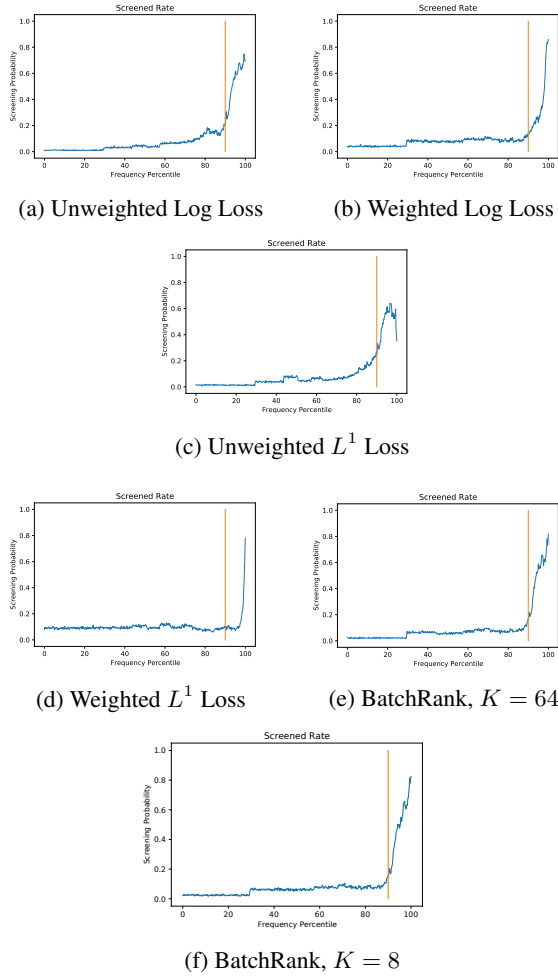 Screened Rate
Screening Probability
1.0
0.8
0.6
0.4
0.2
0.0
0 20 40 60 80 100
Frequency Percentile
(a) Unweighted Log Loss
Screened Rate
Screening Probability
1.0
0.8
0.6
0.4
0.2
0.0
0 20 40 60 80 100
Frequency Percentile
(b) Weighted Log Loss
Screened Rate
Screening Probability
1.0
0.8
0.6
0.4
0.2
0.0
0 20 40 60 80 100
Frequency Percentile
(c) Unweighted L¹ Loss
Screened Rate
Screening Probability
1.0
0.8
0.6
0.4
0.2
0.0
0 20 40 60 80 100
Frequency Percentile
(d) Weighted L¹ Loss
Screened Rate
Screening Probability
1.0
0.8
0.6
0.4
0.2
0.0
0 20 40 60 80 100
Frequency Percentile
(e) BatchRank, K = 64
Screened Rate
Screening Probability
1.0
0.8
0.6
0.4
0.2
0.0
0 20 40 60 80 100
Frequency Percentile
(f) BatchRank, K = 8